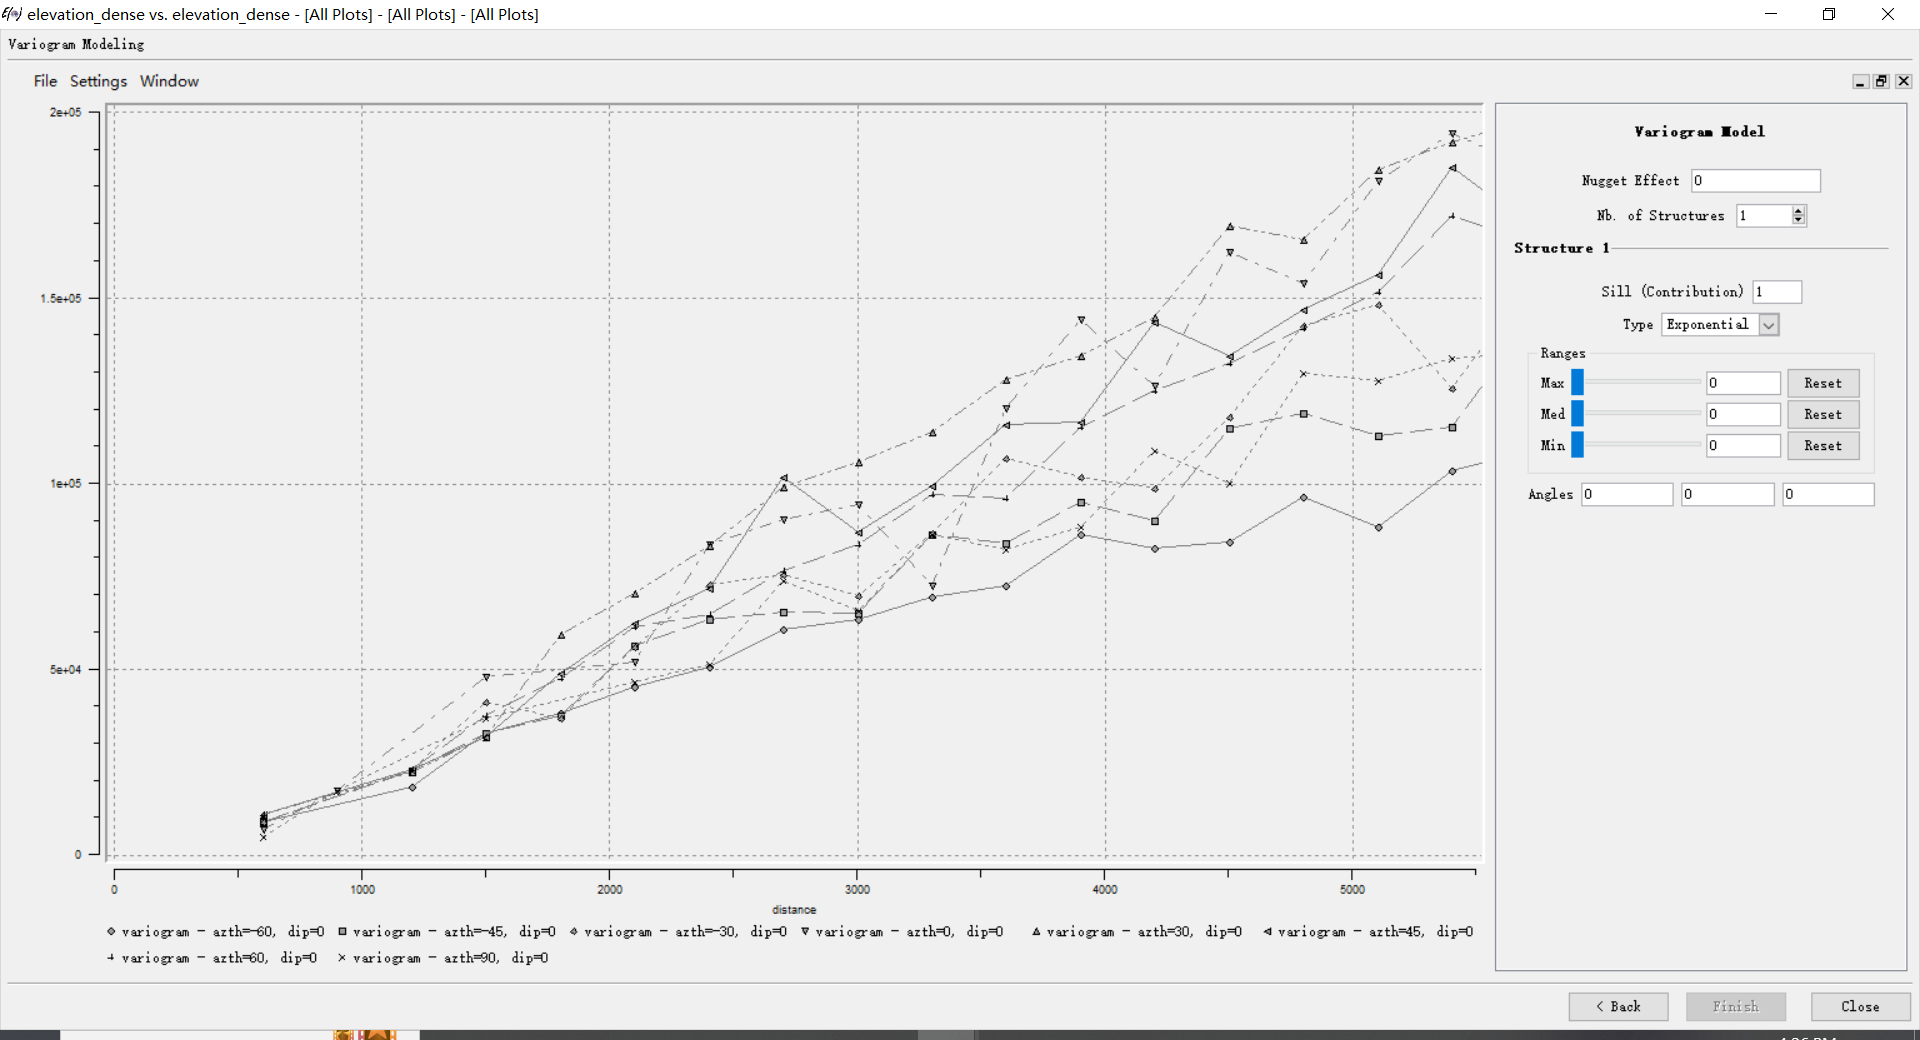 E(γ) elevation_dense vs. elevation_dense - [All Plots] - [All Plots] - [All Plots]
Variogram Modeling
File Settings Window
Variogram Model
Nugget Effect 0
Nb. of Structures 1
Structure 1
Sill (Contribution) 1
Type Exponential
Ranges
Max 0 Reset
Med 0 Reset
Min 0 Reset
Angles 0 0 0
2e+05
1.5e+05
1e+05
5e+04
0
0 1000 2000 3000 4000 5000
distance
variogram - azth=-60, dip=0 variogram - azth=-45, dip=0 variogram - azth=-30, dip=0 variogram - azth=0, dip=0 variogram - azth=30, dip=0 variogram - azth=45, dip=0
variogram - azth=60, dip=0 variogram - azth=90, dip=0
< Back Finish Close